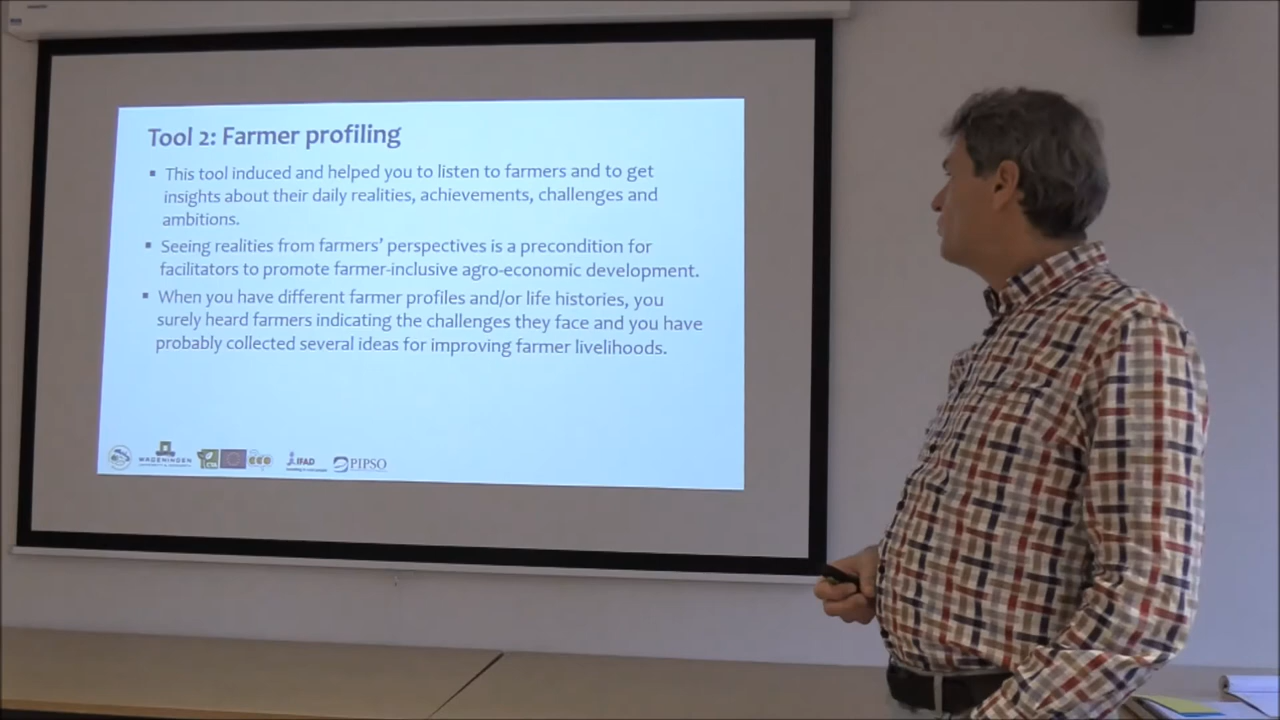 Tool 2: Farmer profiling
▪ This tool induced and helped you to listen to farmers and to get
insights about their daily realities, achievements, challenges and
ambitions.
▪ Seeing realities from farmers’ perspectives is a precondition for
facilitators to promote farmer-inclusive agro-economic development.
▪ When you have different farmer profiles and/or life histories, you
surely heard farmers indicating the challenges they face and you have
probably collected several ideas for improving farmer livelihoods.
WAGENINGEN
CTA
IFAD
PIPSO